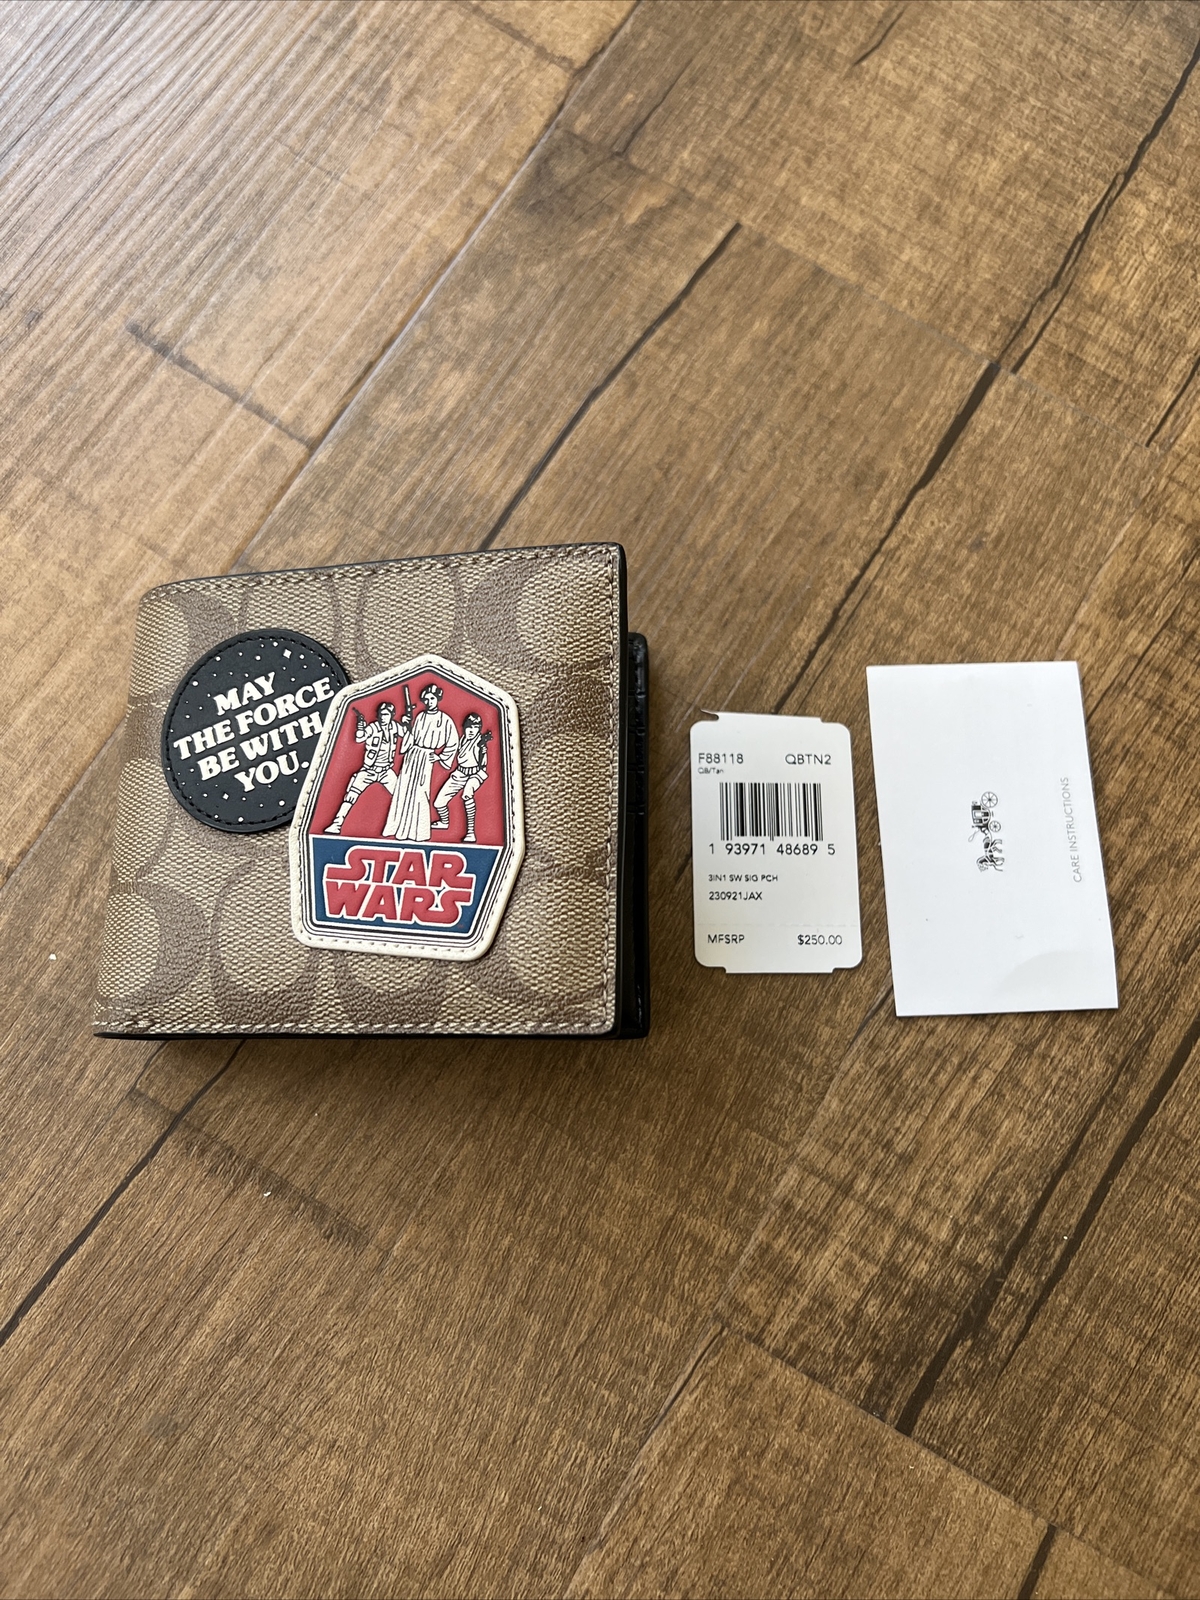 MAY
THE FORCE
BE WITH
YOU.
STAR
WARS
F88118 QBTN2
QB/Tan
1 93971 48689 5
3IN1 SW SIG PCH
230921JAX
MFSRP $250.00
CARE INSTRUCTIONS